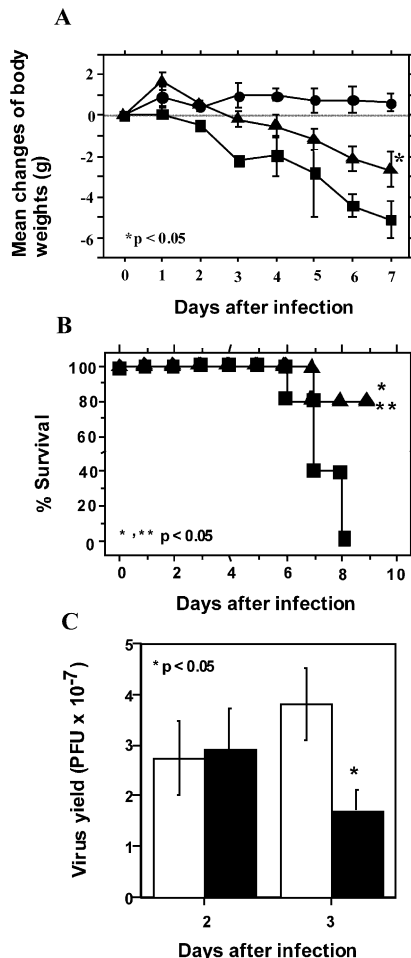 A
Mean changes of body
weights (g)
2
0
-2
-4
-6
*
*p < 0.05
0 1 2 3 4 5 6 7
Days after infection
B
% Survival
100
80
60
40
20
0
*
**
*,** p < 0.05
0 2 4 6 8 10
Days after infection
C
Virus yield (PFU x 10-7)
5
4
3
2
1
0
* p < 0.05
*
2 3
Days after infection